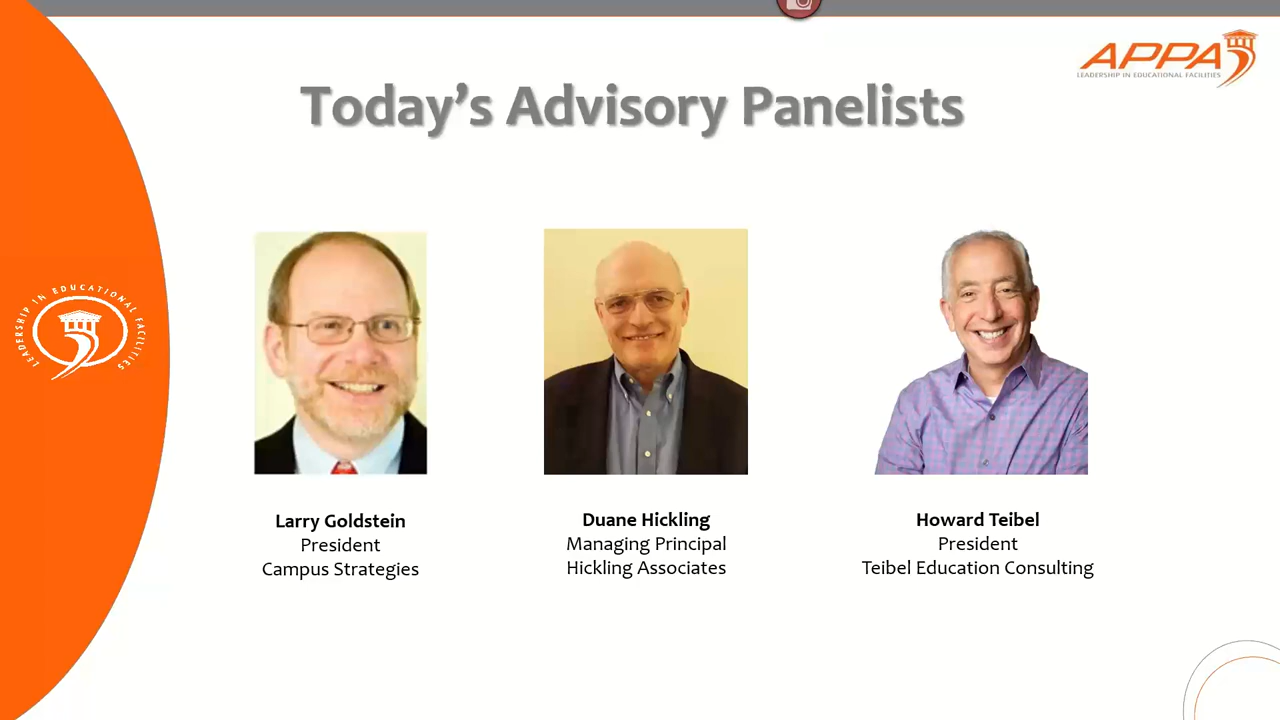 APPA
LEADERSHIP IN EDUCATIONAL FACILITIES
Today’s Advisory Panelists
LEADERSHIP IN EDUCATIONAL FACILITIES
Larry Goldstein
President
Campus Strategies
Duane Hickling
Managing Principal
Hickling Associates
Howard Teibel
President
Teibel Education Consulting